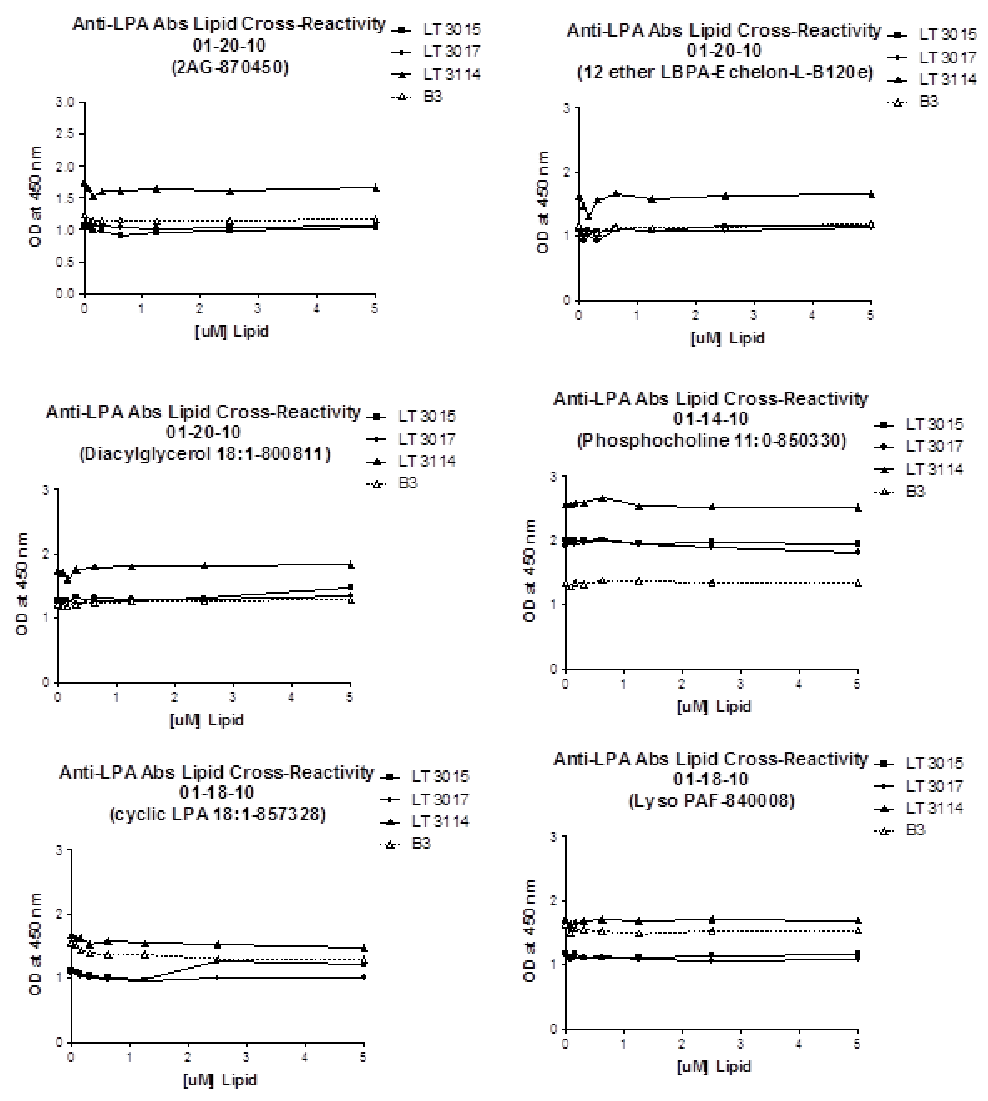 Anti-LPA Abs Lipid Cross-Reactivity
01-20-10
(2AG-870450)
LT3015
LT3017
LT3114
B3
OD at 450 nm
3.0
2.5
2.0
1.5
1.0
0.5
0.0
0 1 2 3 4 5
[uM] Lipid
Anti-LPA Abs Lipid Cross-Reactivity
01-20-10
(12 ether LBPA-Echelon-L-B120e)
LT3015
LT3017
LT3114
B3
OD at 450 nm
3
2
1
0
0 1 2 3 4 5
[uM] Lipid
Anti-LPA Abs Lipid Cross-Reactivity
01-20-10
(Diacylglycerol 18:1-800811)
LT3015
LT3017
LT3114
B3
OD at 450 nm
3
2
1
0
0 1 2 3 4 5
[uM] Lipid
Anti-LPA Abs Lipid Cross-Reactivity
01-14-10
(Phosphocholine 11:0-850330)
LT3015
LT3017
LT3114
B3
OD at 450 nm
3
2
1
0
0 1 2 3 4 5
[uM] Lipid
Anti-LPA Abs Lipid Cross-Reactivity
01-18-10
(cyclic LPA 18:1-857328)
LT3015
LT3017
LT3114
B3
OD at 450 nm
3
2
1
0
0 1 2 3 4 5
[uM] Lipid
Anti-LPA Abs Lipid Cross-Reactivity
01-18-10
(Lyso PAF-840008)
LT3015
LT3017
LT3114
B3
OD at 450 nm
3
2
1
0
0 1 2 3 4 5
[uM] Lipid